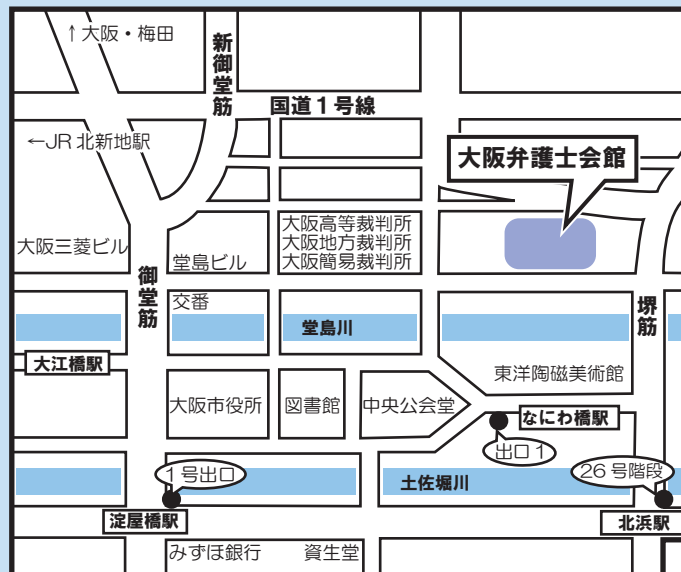 ↑大阪・梅田
新御堂筋
国道1号線
←JR 北新地駅
大阪弁護士会館
大阪高等裁判所
大阪地方裁判所
大阪簡易裁判所
大阪三菱ビル
堂島ビル
御堂筋
交番
堺筋
堂島川
大江橋駅
東洋陶磁美術館
大阪市役所
図書館
中央公会堂
なにわ橋駅
出口1
1号出口
26号階段
土佐堀川
淀屋橋駅
北浜駅
みずほ銀行
資生堂